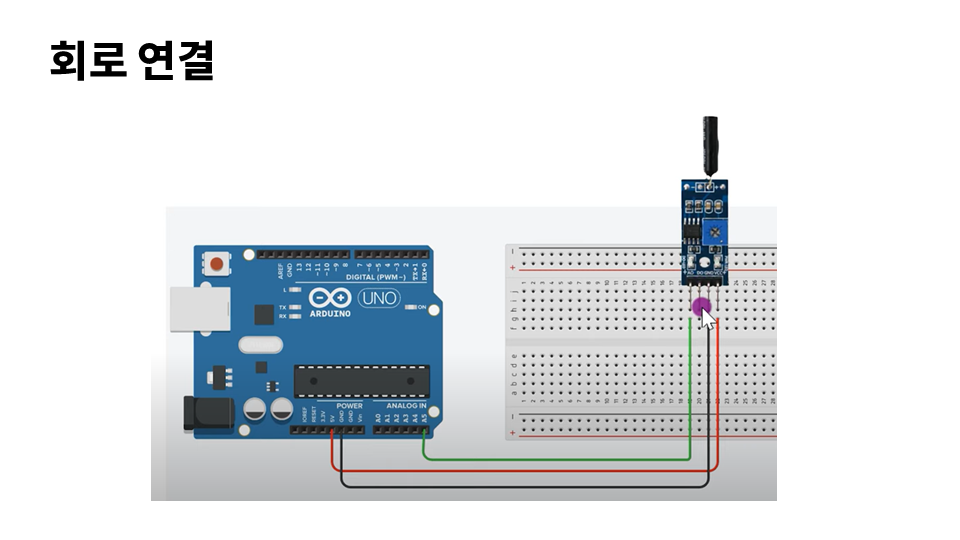 회로 연결
AREF
GND
13
12
~11
~10
~9
8
7
~6
~5
4
~3
2
TX→1
RX←0
DIGITAL (PWM~)
L
TX
RX
UNO
ARDUINO
ON
POWER
ANALOG IN
IOREF
RESET
3.3V
5V
GND
GND
Vin
A0
A1
A2
A3
A4
A5
AO DO GND VCC